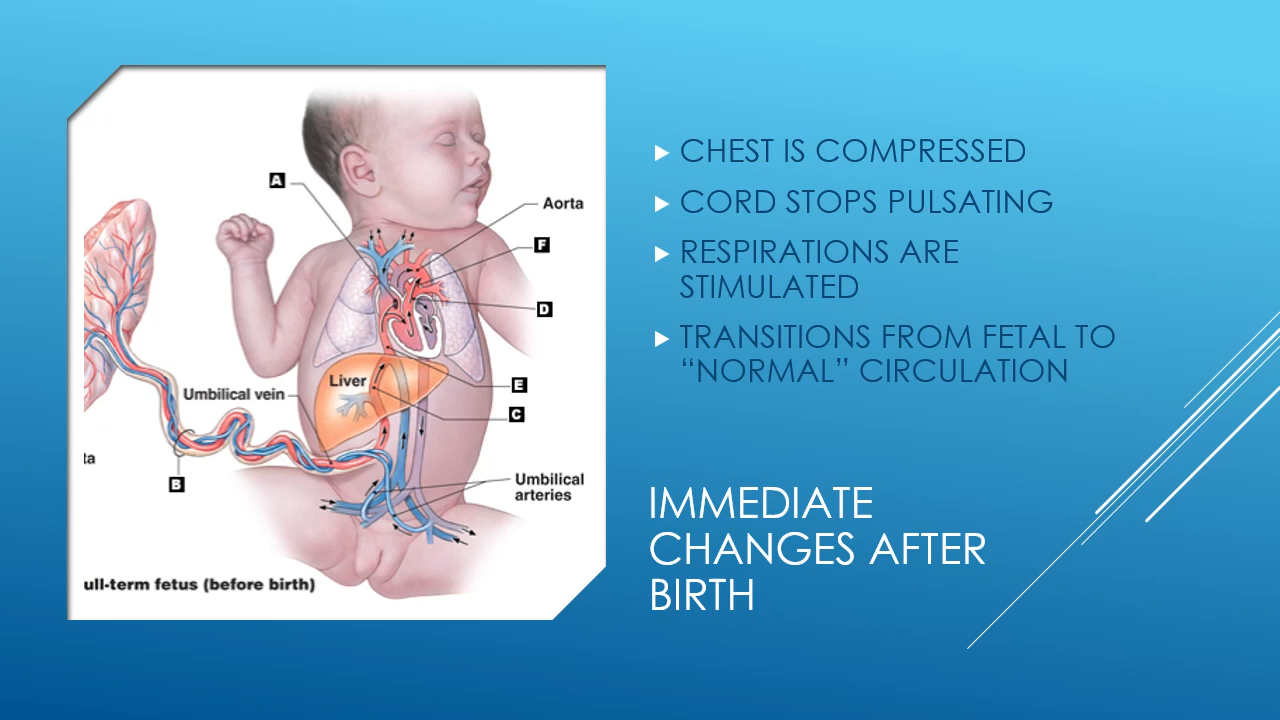 A
Aorta
F
D
Liver
E
Umbilical vein
C
ta
B
Umbilical
arteries
ull-term fetus (before birth)
CHEST IS COMPRESSED
CORD STOPS PULSATING
RESPIRATIONS ARE
STIMULATED
TRANSITIONS FROM FETAL TO
“NORMAL” CIRCULATION
IMMEDIATE
CHANGES AFTER
BIRTH